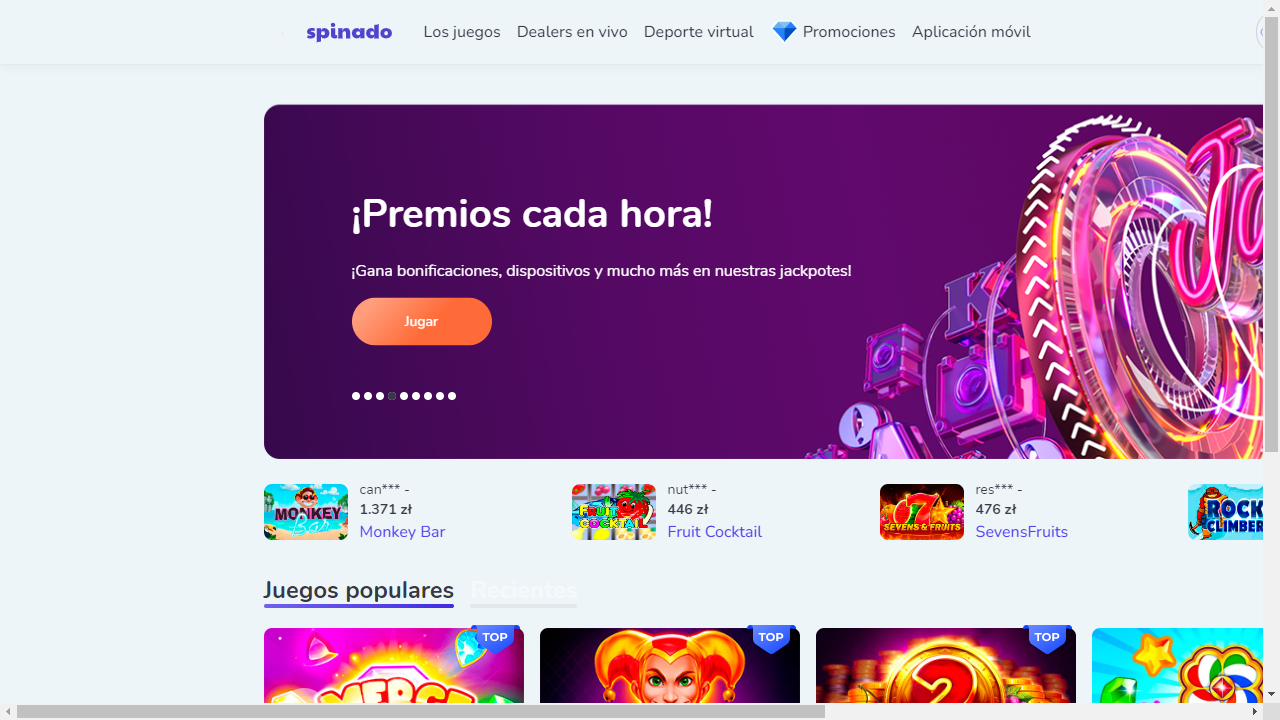 spinado Los juegos Dealers en vivo Deporte virtual Promociones Aplicación móvil
¡Premios cada hora!
¡Gana bonificaciones, dispositivos y mucho más en nuestras jackpotes!
Jugar
MONKEY Bar
can*** -
1.371 zł
Monkey Bar
FRUIT COCKTAIL
nut*** -
446 zł
Fruit Cocktail
7
SEVENS & FRUITS
res*** -
476 zł
SevensFruits
ROCK
CLIMBER
Juegos populares Recientes
TOP TOP TOP
2